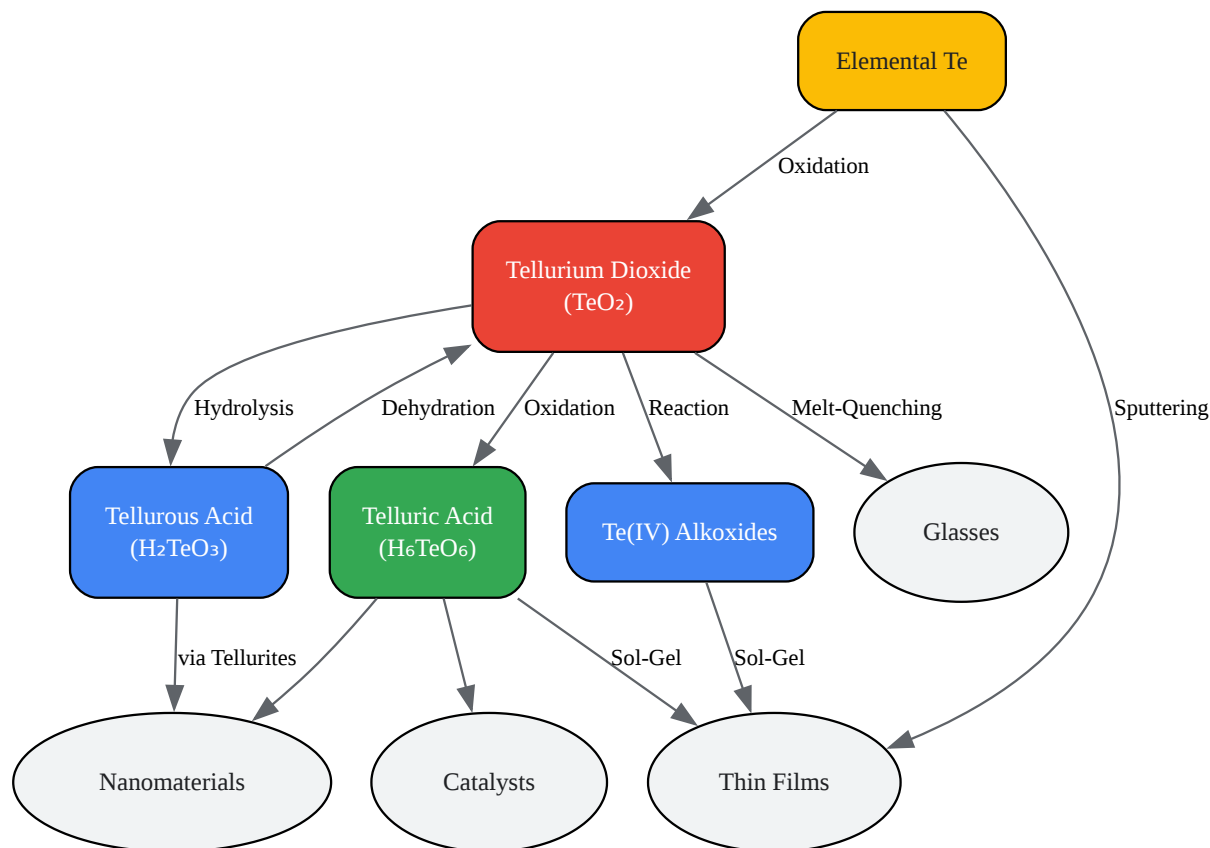 Elemental Te
Oxidation
Tellurium Dioxide
(TeO₂)
Hydrolysis
Dehydration
Oxidation
Reaction
Melt-Quenching
Sputtering
Tellurous Acid
(H₂TeO₃)
Telluric Acid
(H₆TeO₆)
Te(IV) Alkoxides
Glasses
via Tellurites
Sol-Gel
Sol-Gel
Nanomaterials
Catalysts
Thin Films